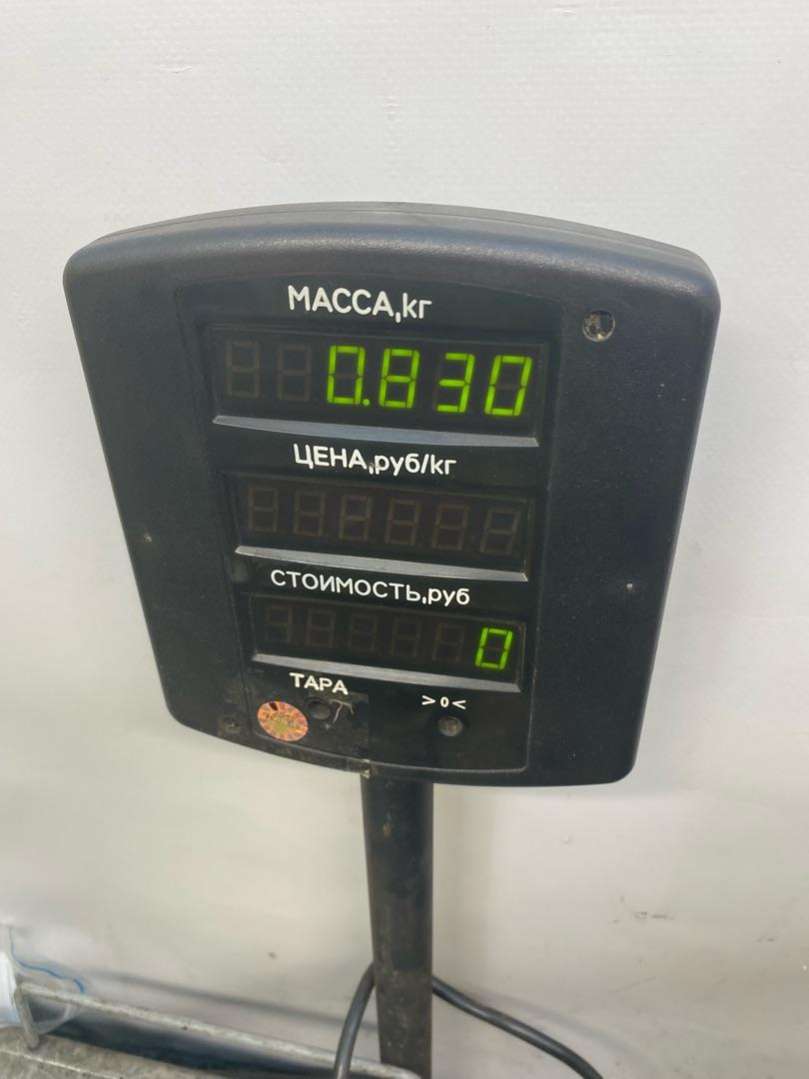 МАССА,кг
0.830
ЦЕНА,руб/кг
СТОИМОСТЬ,руб
0
ТАРА
>0<